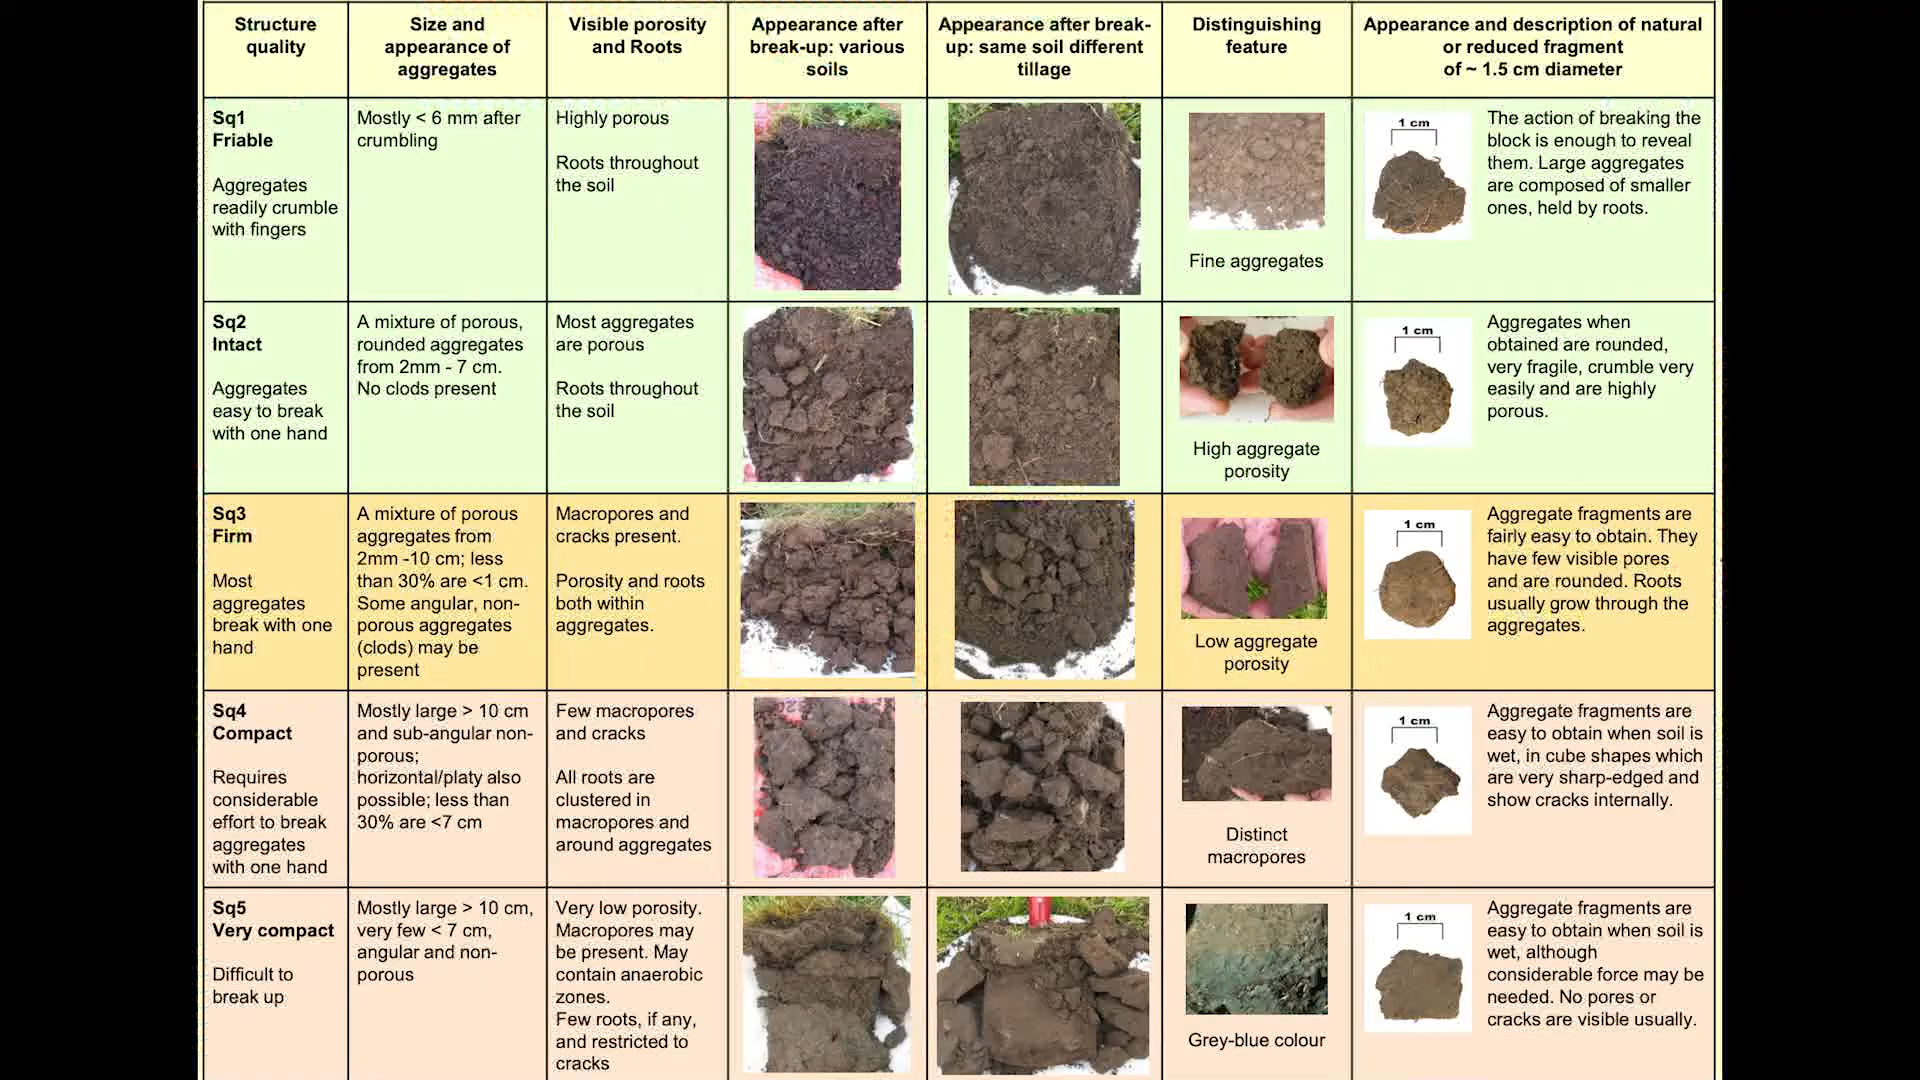 Structure
quality
Size and
appearance of
aggregates
Visible porosity
and Roots
Appearance after
break-up: various
soils
Appearance after break-
up: same soil different
tillage
Distinguishing
feature
Appearance and description of natural
or reduced fragment
of ~ 1.5 cm diameter
Sq1
Friable
Aggregates
readily crumble
with fingers
Mostly < 6 mm after
crumbling
Highly porous
Roots throughout
the soil
Fine aggregates
1 cm
The action of breaking the
block is enough to reveal
them. Large aggregates
are composed of smaller
ones, held by roots.
Sq2
Intact
Aggregates
easy to break
with one hand
A mixture of porous,
rounded aggregates
from 2mm - 7 cm.
No clods present
Most aggregates
are porous
Roots throughout
the soil
High aggregate
porosity
1 cm
Aggregates when
obtained are rounded,
very fragile, crumble very
easily and are highly
porous.
Sq3
Firm
Most
aggregates
break with one
hand
A mixture of porous
aggregates from
2mm -10 cm; less
than 30% are <1 cm.
Some angular, non-
porous aggregates
(clods) may be
present
Macropores and
cracks present.
Porosity and roots
both within
aggregates.
Low aggregate
porosity
1 cm
Aggregate fragments are
fairly easy to obtain. They
have few visible pores
and are rounded. Roots
usually grow through the
aggregates.
Sq4
Compact
Requires
considerable
effort to break
aggregates
with one hand
Mostly large > 10 cm
and sub-angular non-
porous;
horizontal/platy also
possible; less than
30% are <7 cm
Few macropores
and cracks
All roots are
clustered in
macropores and
around aggregates
Distinct
macropores
1 cm
Aggregate fragments are
easy to obtain when soil is
wet, in cube shapes which
are very sharp-edged and
show cracks internally.
Sq5
Very compact
Difficult to
break up
Mostly large > 10 cm,
very few < 7 cm,
angular and non-
porous
Very low porosity.
Macropores may
be present. May
contain anaerobic
zones.
Few roots, if any,
and restricted to
cracks
Grey-blue colour
1 cm
Aggregate fragments are
easy to obtain when soil is
wet, although
considerable force may be
needed. No pores or
cracks are visible usually.